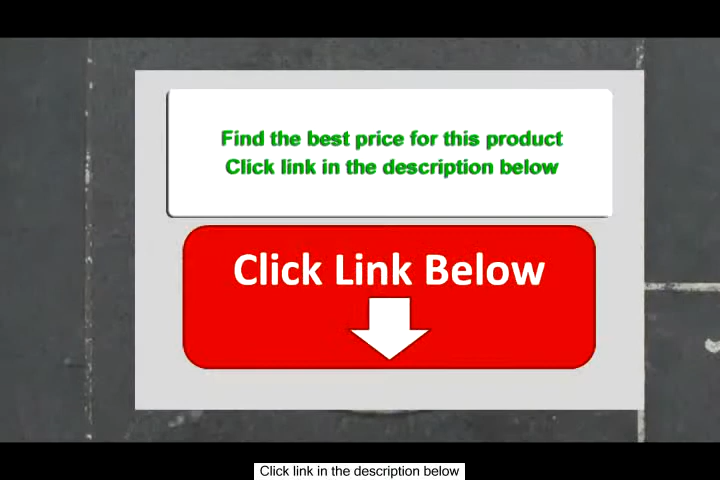 Find the best price for this product
Click link in the description below
Click Link Below
Click link in the description below